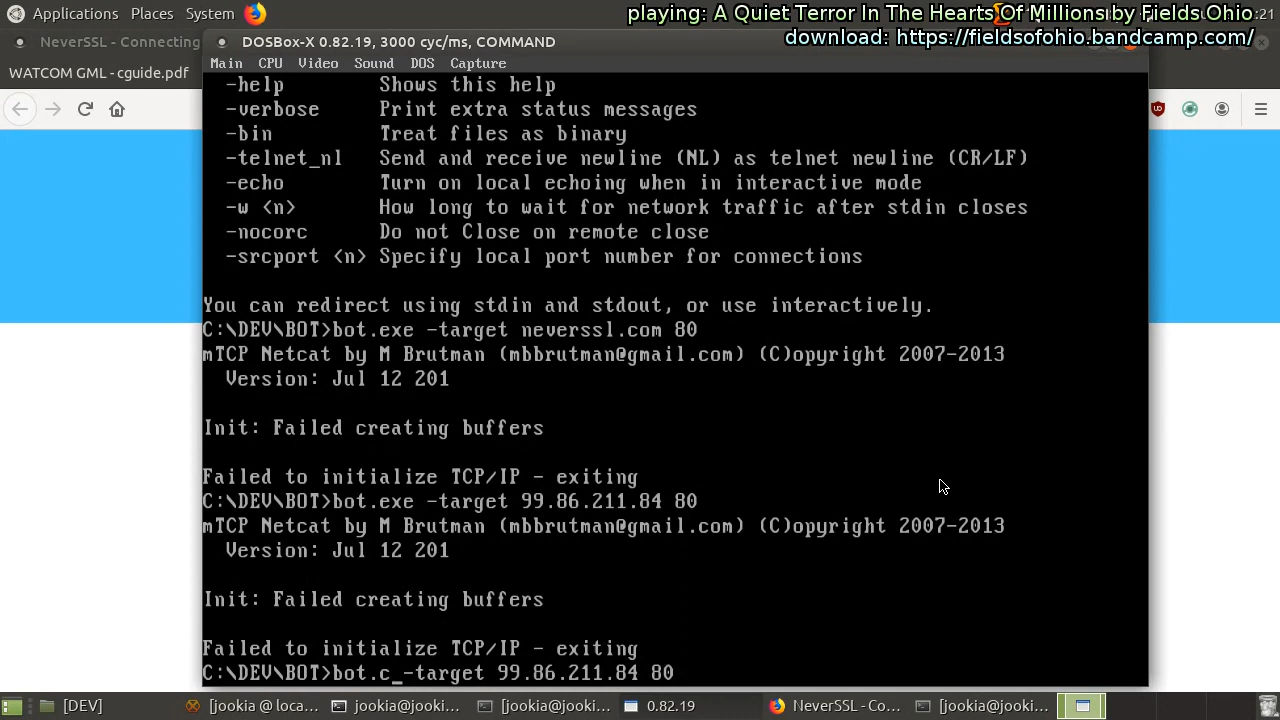 Applications Places System
playing: A Quiet Terror In The Hearts Of Millions by Fields Ohio
:21
download: https://fieldsofohio.bandcamp.com/
NeverSSL - Connecting
DOSBox-X 0.82.19, 3000 cyc/ms, COMMAND
WATCOM GML - cguide.pdf
Main CPU Video Sound DOS Capture
-help Shows this help
-verbose Print extra status messages
-bin Treat files as binary
-telnet_nl Send and receive newline (NL) as telnet newline (CR/LF)
-echo Turn on local echoing when in interactive mode
-w <n> How long to wait for network traffic after stdin closes
-nocorc Do not Close on remote close
-srcport <n> Specify local port number for connections
You can redirect using stdin and stdout, or use interactively.
C:\DEV\BOT>bot.exe -target neverssl.com 80
mTCP Netcat by M Brutman (mbbrutman@gmail.com) (C)opyright 2007-2013
Version: Jul 12 201
Init: Failed creating buffers
Failed to initialize TCP/IP - exiting
C:\DEV\BOT>bot.exe -target 99.86.211.84 80
mTCP Netcat by M Brutman (mbbrutman@gmail.com) (C)opyright 2007-2013
Version: Jul 12 201
Init: Failed creating buffers
Failed to initialize TCP/IP - exiting
C:\DEV\BOT>bot.c_-target 99.86.211.84 80
[DEV] [jookia @ loca... jookia@jooki... [jookia@jooki... 0.82.19 NeverSSL - Co... [jookia@jooki...